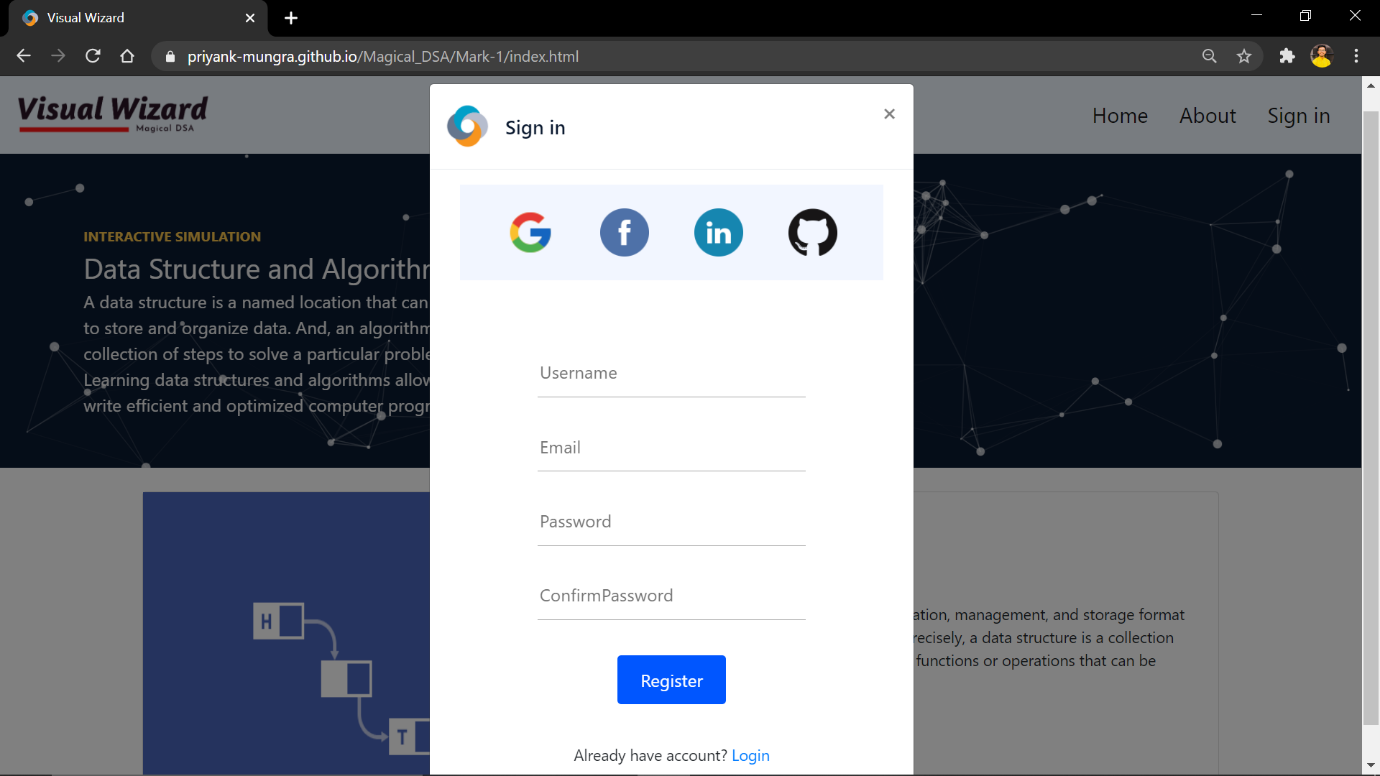 Visual Wizard
priyank-mungra.github.io/Magical_DSA/Mark-1/index.html
Visual Wizard
Magical DSA
Home About Sign in
Sign in
f in
INTERACTIVE SIMULATION
Data Structure and Algorithm
A data structure is a named location that can
to store and organize data. And, an algorithm
collection of steps to solve a particular proble
Learning data structures and algorithms allow
write efficient and optimized computer progr
Username
Email
Password
ConfirmPassword
Register
Already have account? Login
H
T
ation, management, and storage format
recisely, a data structure is a collection
functions or operations that can be